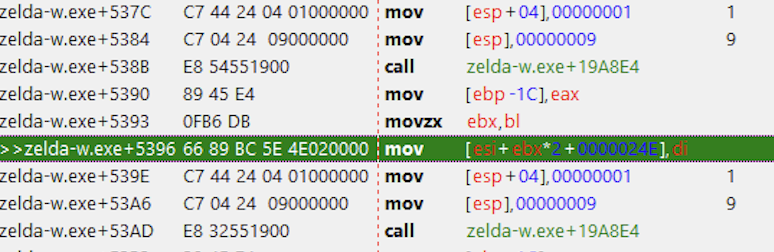 zelda-w.exe+537C C7 44 24 04 01000000 mov [esp+04],00000001 1
zelda-w.exe+5384 C7 04 24 09000000 mov [esp],00000009 9
zelda-w.exe+538B E8 54551900 call zelda-w.exe+19A8E4
zelda-w.exe+5390 89 45 E4 mov [ebp-1C],eax
zelda-w.exe+5393 0FB6 DB movzx ebx,bl
>>zelda-w.exe+5396 66 89 BC 5E 4E020000 mov [esi+ebx*2+0000024E],di
zelda-w.exe+539E C7 44 24 04 01000000 mov [esp+04],00000001 1
zelda-w.exe+53A6 C7 04 24 09000000 mov [esp],00000009 9
zelda-w.exe+53AD E8 32551900 call zelda-w.exe+19A8E4